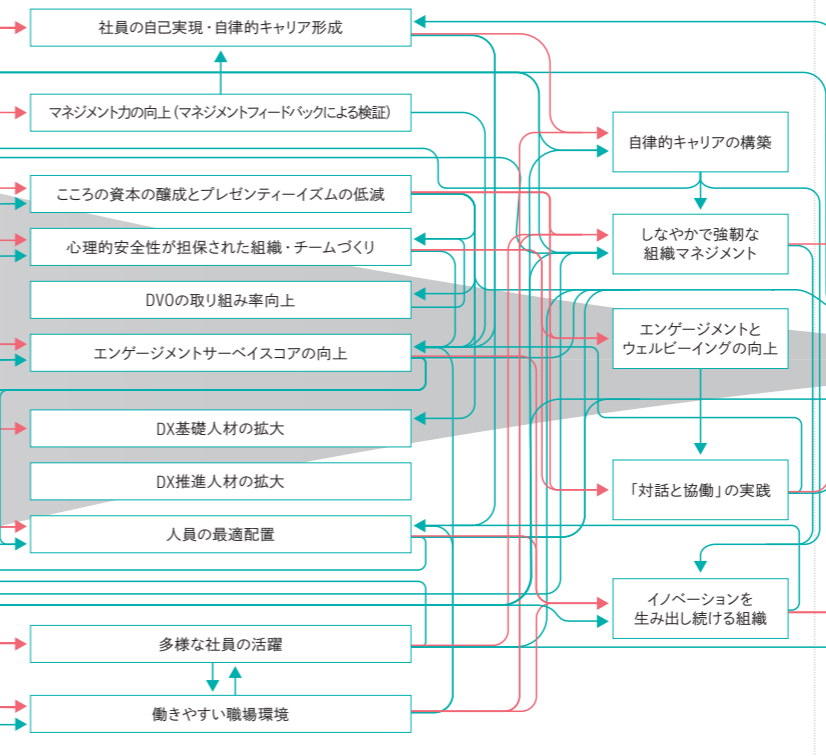 社員の自己実現・自律的キャリア形成
マネジメント力の向上（マネジメントフィードバックによる検証）
こころの資本の醸成とプレゼンティーイズムの低減
心理的安全性が担保された組織・チームづくり
DVOの取り組み率向上
エンゲージメントサーベイスコアの向上
DX基礎人材の拡大
DX推進人材の拡大
人員の最適配置
多様な社員の活躍
働きやすい職場環境
自律的キャリアの構築
しなやかで強靭な
組織マネジメント
エンゲージメントと
ウェルビーイングの向上
「対話と協働」の実践
イノベーションを
生み出し続ける組織